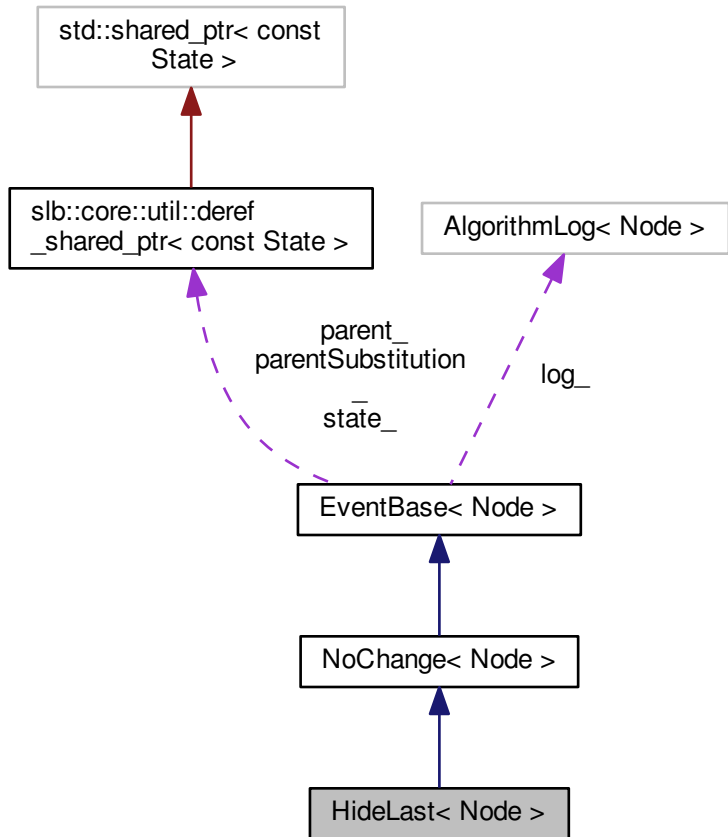 std::shared_ptr< const
State >
slb::core::util::deref
_shared_ptr< const State >
AlgorithmLog< Node >
parent_
parentSubstitution
_
state_
log_
EventBase< Node >
NoChange< Node >
HideLast< Node >